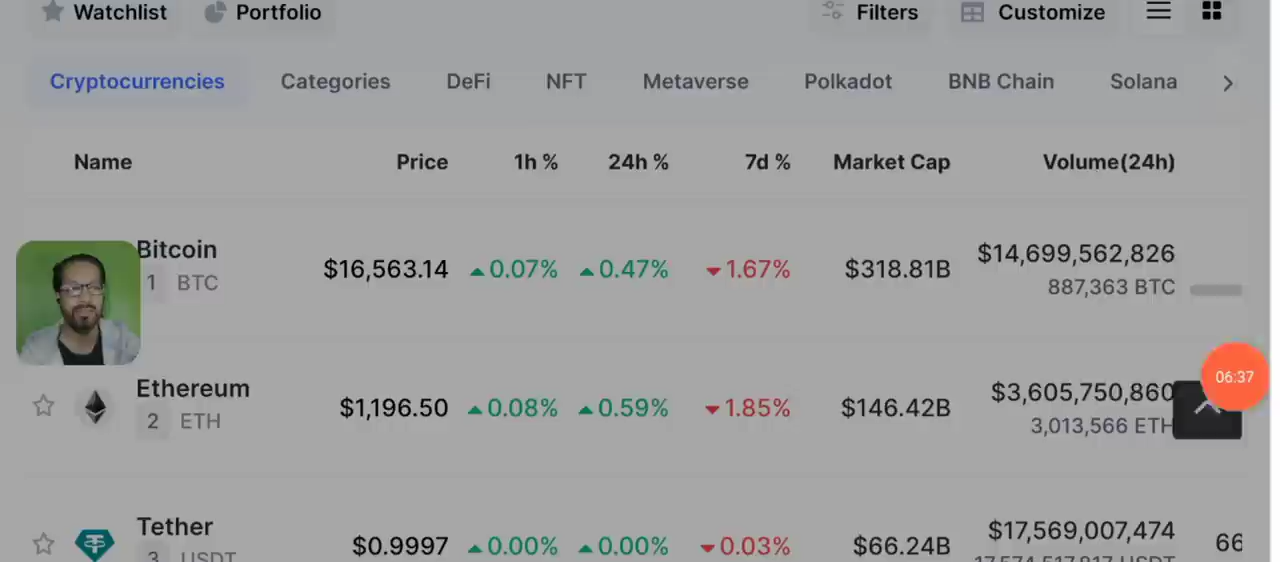 Watchlist Portfolio Filters Customize
Cryptocurrencies Categories DeFi NFT Metaverse Polkadot BNB Chain Solana
Name Price 1h % 24h % 7d % Market Cap Volume(24h)
Bitcoin $16,563.14 0.07% 0.47% 1.67% $318.81B $14,699,562,826
1 BTC 887,363 BTC
06:37
Ethereum $1,196.50 0.08% 0.59% 1.85% $146.42B $3,605,750,860
2 ETH 3,013,566 ETH
Tether $0.9997 0.00% 0.00% 0.03% $66.24B $17,569,007,474 66
3 USDT